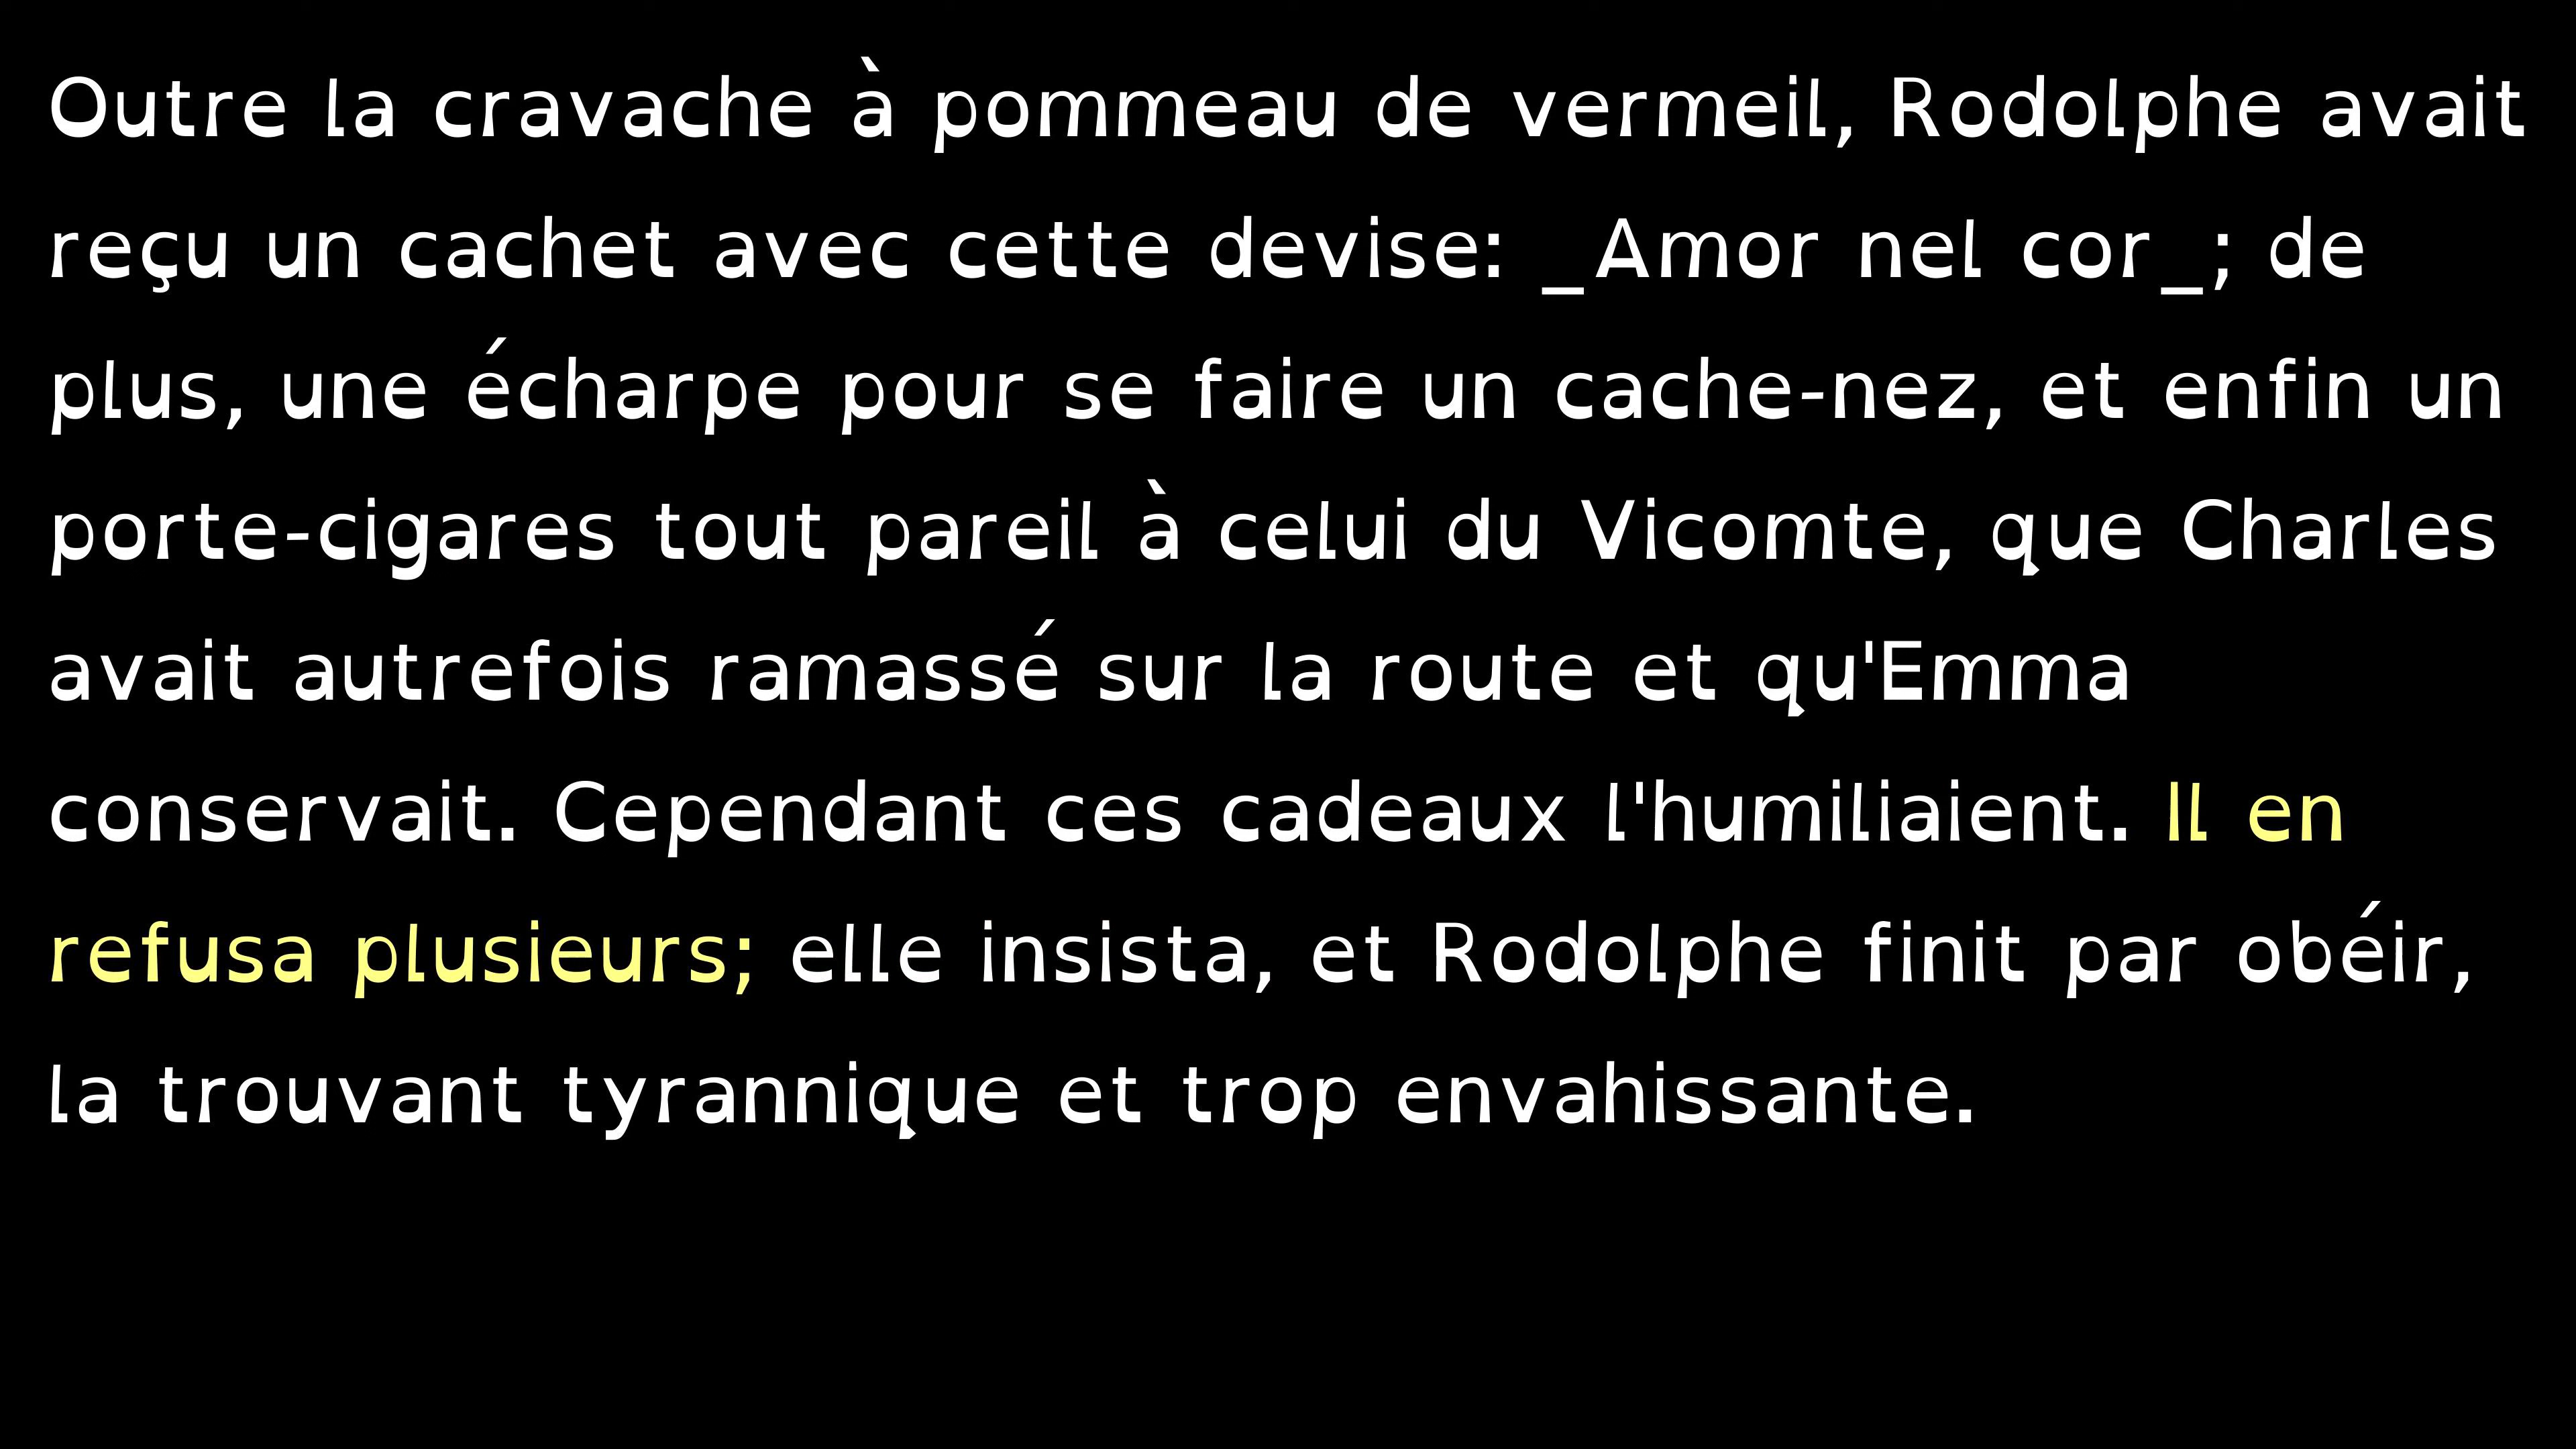 Outre la cravache à pommeau de vermeil, Rodolphe avait
reçu un cachet avec cette devise: _Amor nel cor_; de
plus, une écharpe pour se faire un cache-nez, et enfin un
porte-cigares tout pareil à celui du Vicomte, que Charles
avait autrefois ramassé sur la route et qu'Emma
conservait. Cependant ces cadeaux l'humiliaient. Il en
refusa plusieurs; elle insista, et Rodolphe finit par obéir,
la trouvant tyrannique et trop envahissante.